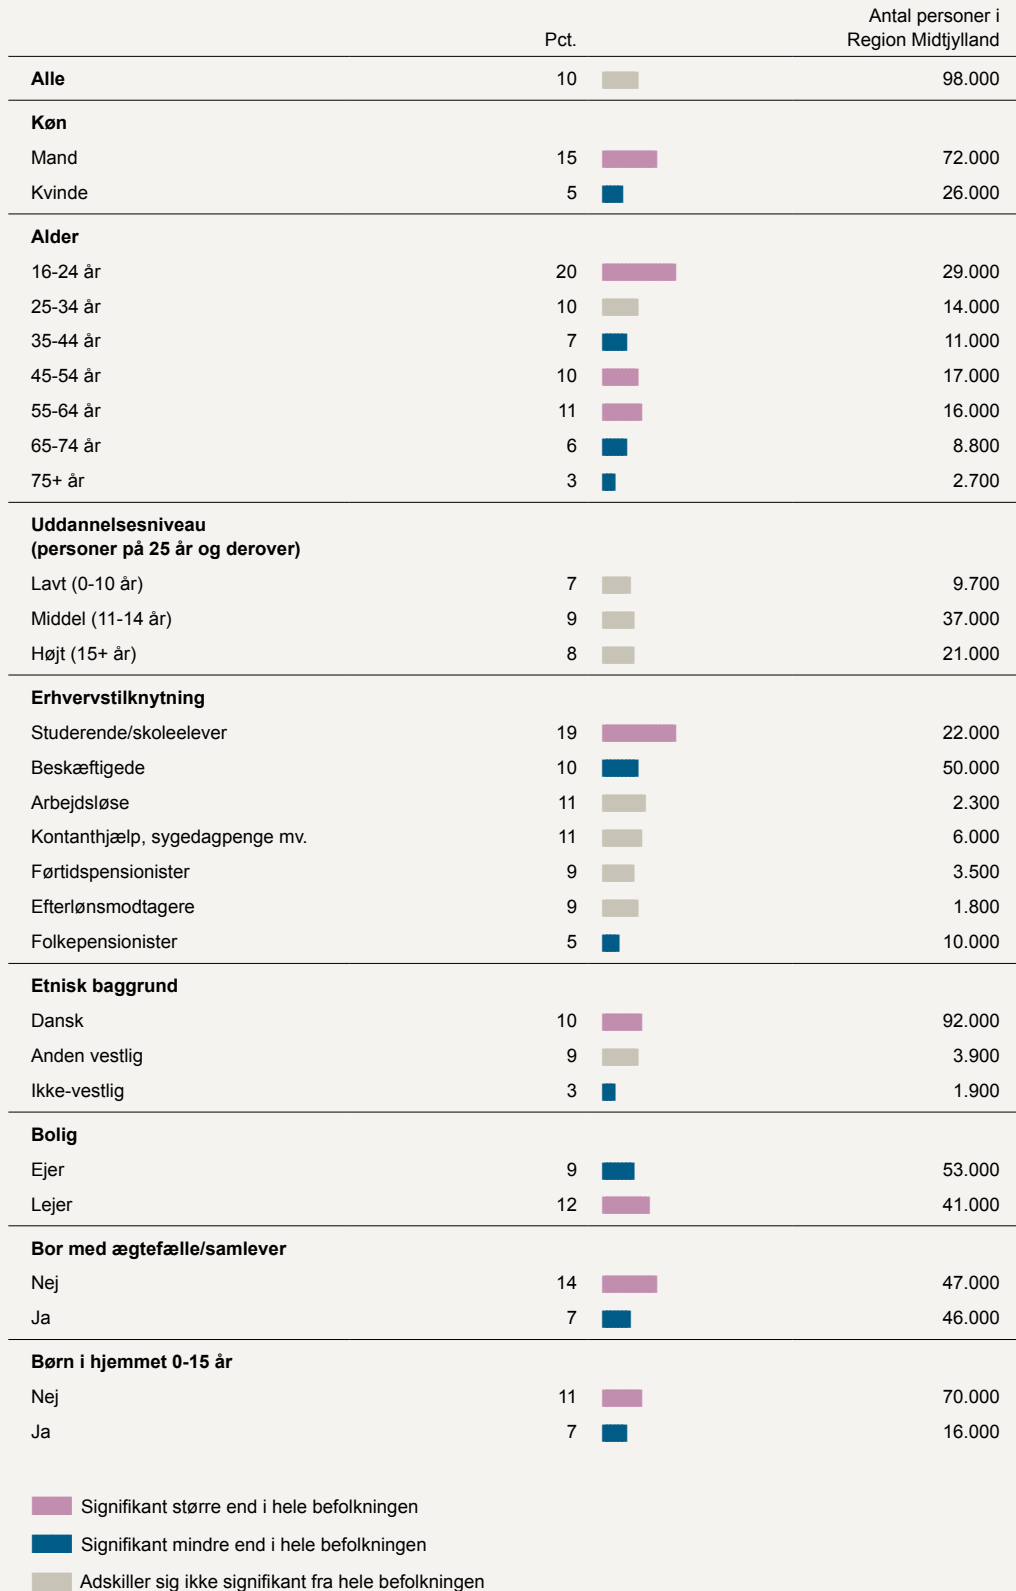 Antal personer i
Pct. Region Midtjylland
Alle 10 98.000
Køn
Mand 15 72.000
Kvinde 5 26.000
Alder
16-24 år 20 29.000
25-34 år 10 14.000
35-44 år 7 11.000
45-54 år 10 17.000
55-64 år 11 16.000
65-74 år 6 8.800
75+ år 3 2.700
Uddannelsesniveau
(personer på 25 år og derover)
Lavt (0-10 år) 7 9.700
Middel (11-14 år) 9 37.000
Højt (15+ år) 8 21.000
Erhvervstilknytning
Studerende/skoleelever 19 22.000
Beskæftigede 10 50.000
Arbejdsløse 11 2.300
Kontanthjælp, sygedagpenge mv. 11 6.000
Førtidspensionister 9 3.500
Efterlønsmodtagere 9 1.800
Folkepensionister 5 10.000
Etnisk baggrund
Dansk 10 92.000
Anden vestlig 9 3.900
Ikke-vestlig 3 1.900
Bolig
Ejer 9 53.000
Lejer 12 41.000
Bor med ægtefælle/samlever
Nej 14 47.000
Ja 7 46.000
Børn i hjemmet 0-15 år
Nej 11 70.000
Ja 7 16.000
Signifikant større end i hele befolkningen
Signifikant mindre end i hele befolkningen
Adskiller sig ikke signifikant fra hele befolkningen